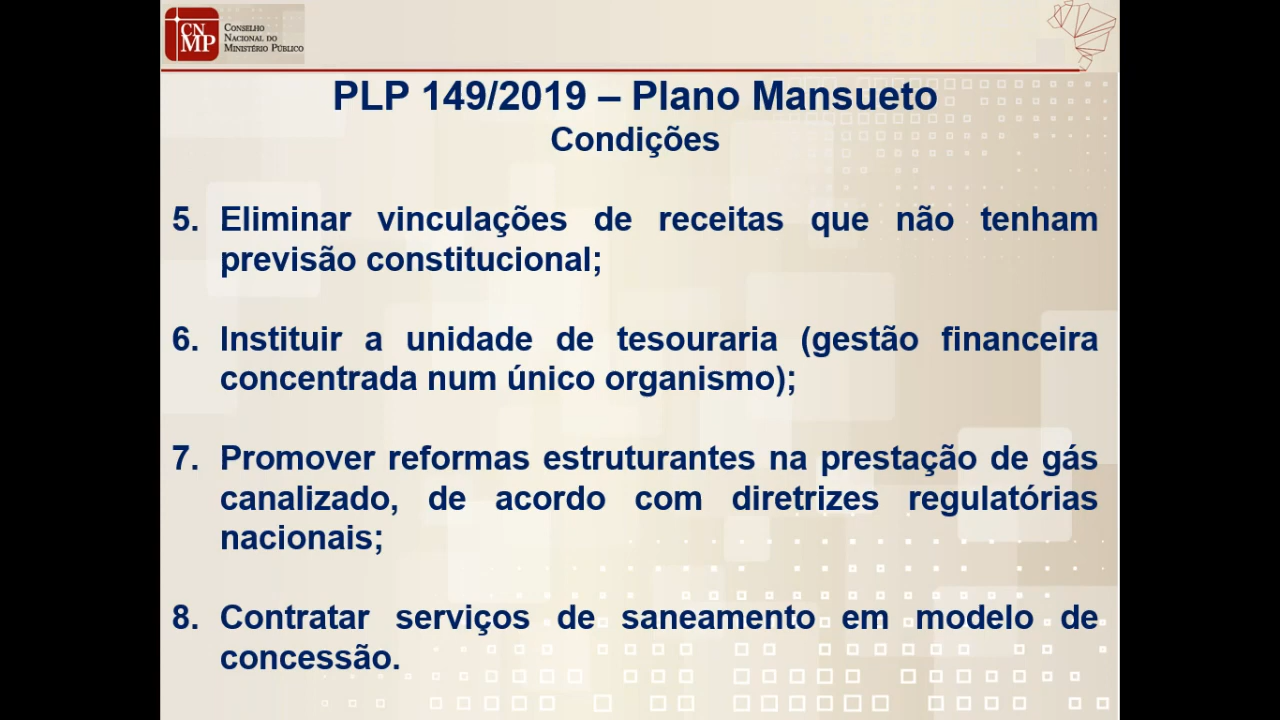 CN
MP
CONSELHO
NACIONAL DO
MINISTÉRIO PÚBLICO
PLP 149/2019 – Plano Mansueto
Condições
5. Eliminar vinculações de receitas que não tenham
previsão constitucional;
6. Instituir a unidade de tesouraria (gestão financeira
concentrada num único organismo);
7. Promover reformas estruturantes na prestação de gás
canalizado, de acordo com diretrizes regulatórias
nacionais;
8. Contratar serviços de saneamento em modelo de
concessão.